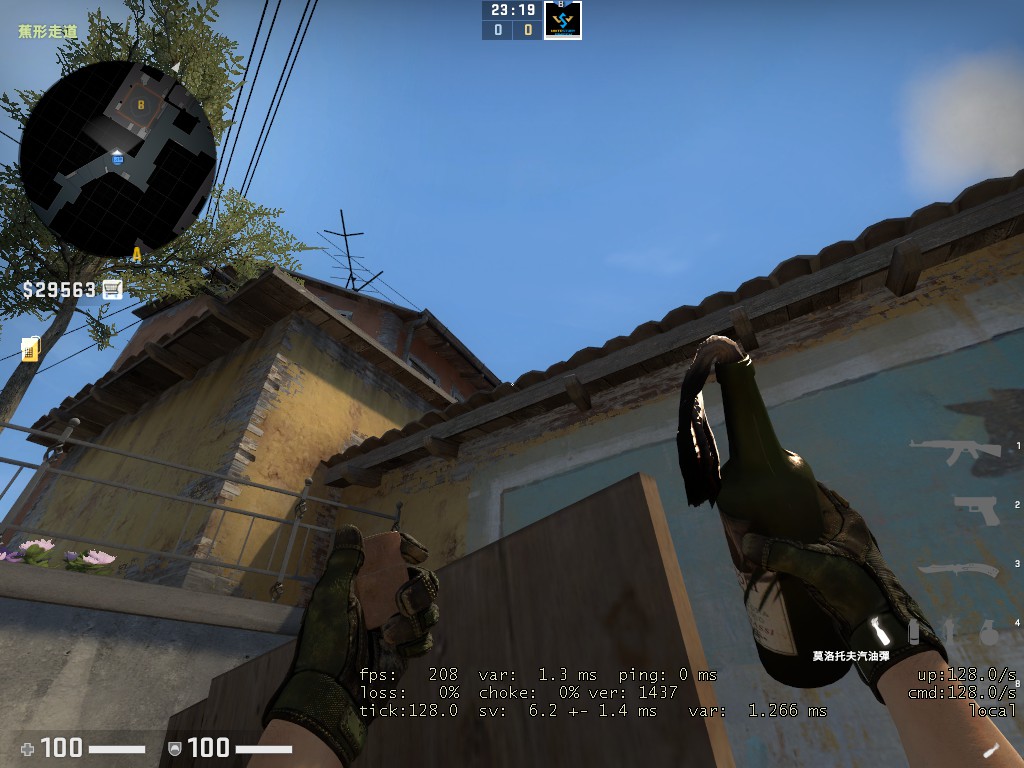 蕉形走道
B
A
23:19
0 0
$29563
1
2
3
4
莫洛托夫汽油彈
fps: 208 var: 1.3 ms ping: 0 ms
loss: 0% choke: 0% ver: 1437
tick:128.0 sv: 6.2 +- 1.4 ms var: 1.266 ms
up:128.0/s
cmd:128.0/s
local
100 100